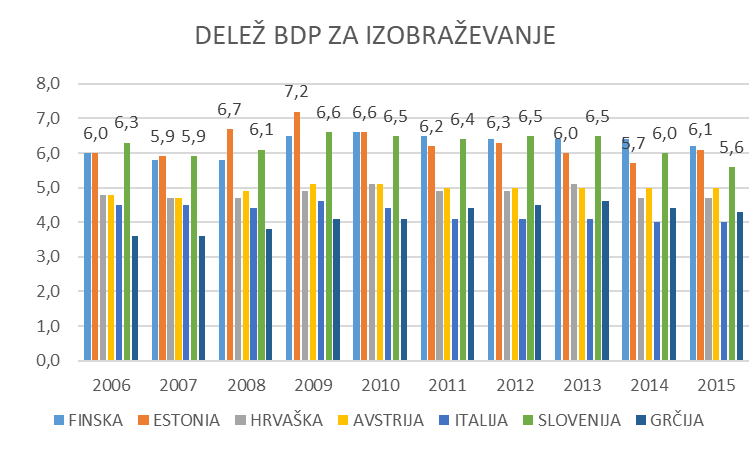 DELEŽ BDP ZA IZOBRAŽEVANJE
8,0
7,0
6,0
5,0
4,0
3,0
2,0
1,0
0,0
6,0 6,3 5,9 5,9 6,7 6,1 7,2 6,6 6,6 6,5 6,2 6,4 6,3 6,5 6,0 6,5 5,7 6,0 6,1 5,6
2006 2007 2008 2009 2010 2011 2012 2013 2014 2015
FINSKA ESTONIA HRVAŠKA AVSTRIJA ITALIJA SLOVENIJA GRČIJA